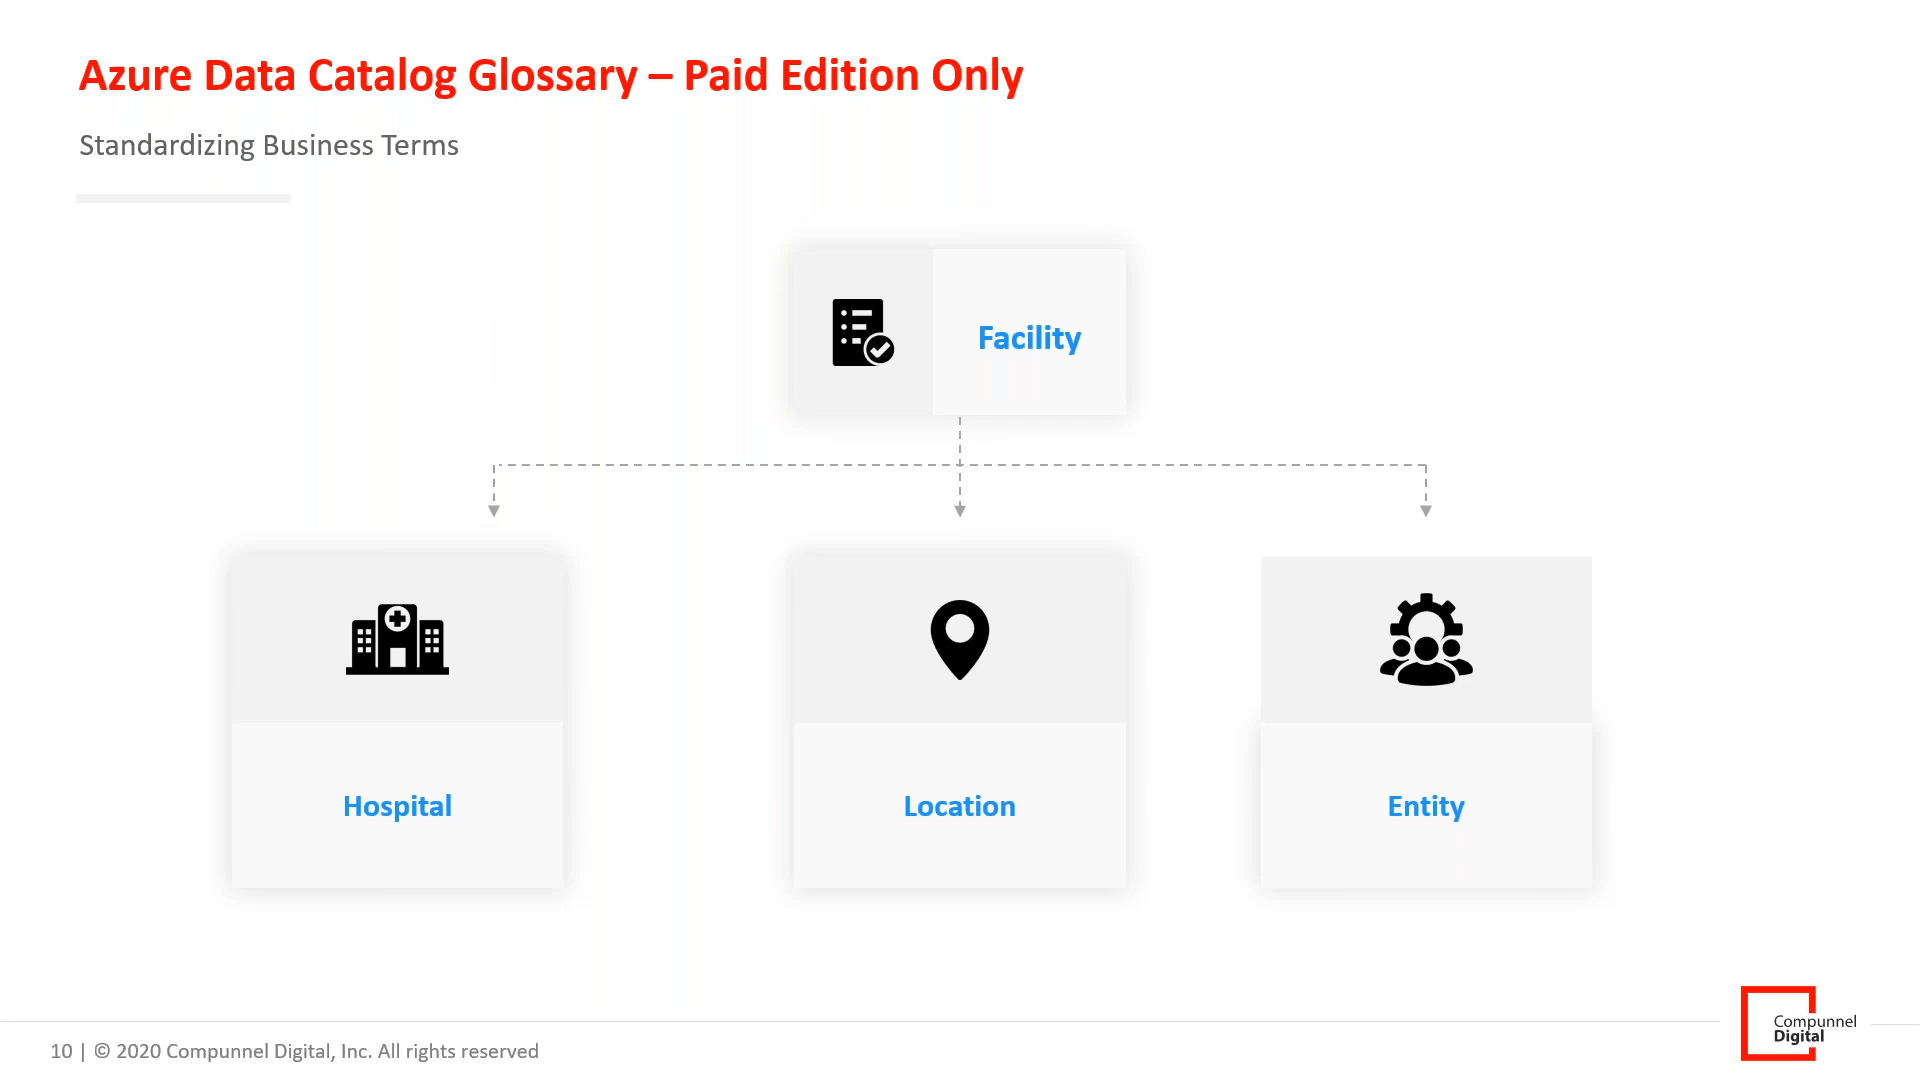 Azure Data Catalog Glossary – Paid Edition Only
Standardizing Business Terms
Facility
Hospital
Location
Entity
10 | © 2020 Compunnel Digital, Inc. All rights reserved
Compunnel
Digital